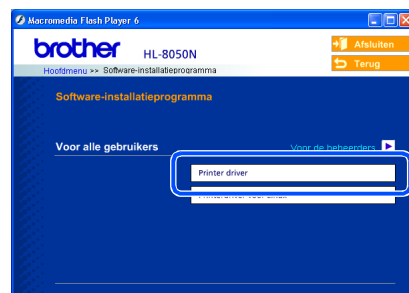 Macromedia Flash Player 6
brother
HL-8050N
Afsluiten
Terug
Hoofdmenu >> Software-installatieprogramma
Software-installatieprogramma
Voor alle gebruikers
Voor de beheerders
Printer driver